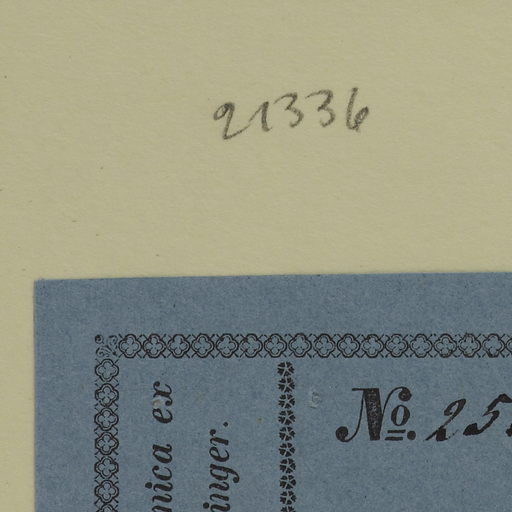 21336
nica ex
inger.
No. 25